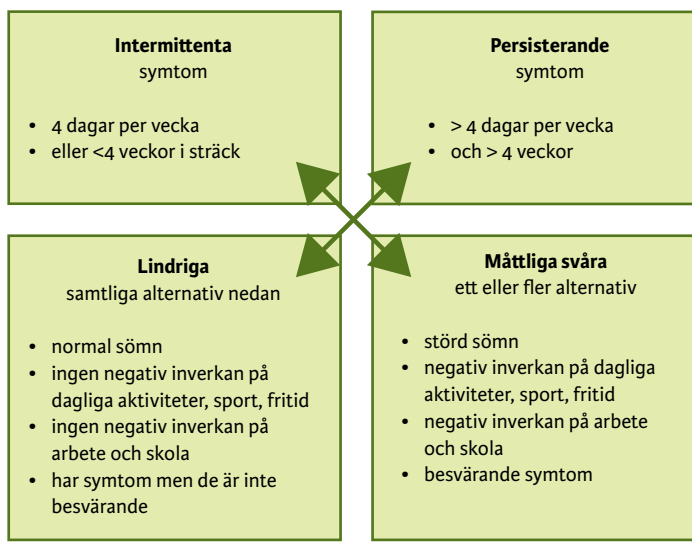 Intermittenta
symtom
• 4 dagar per vecka
• eller <4 veckor i sträck
Persisterande
symtom
• > 4 dagar per vecka
• och > 4 veckor
Lindriga
samtliga alternativ nedan
• normal sömn
• ingen negativ inverkan på
dagliga aktiviteter, sport, fritid
• ingen negativ inverkan på
arbete och skola
• har symtom men de är inte
besvärande
Måttliga svåra
ett eller fler alternativ
• störd sömn
• negativ inverkan på dagliga
aktiviteter, sport, fritid
• negativ inverkan på arbete
och skola
• besvärande symtom